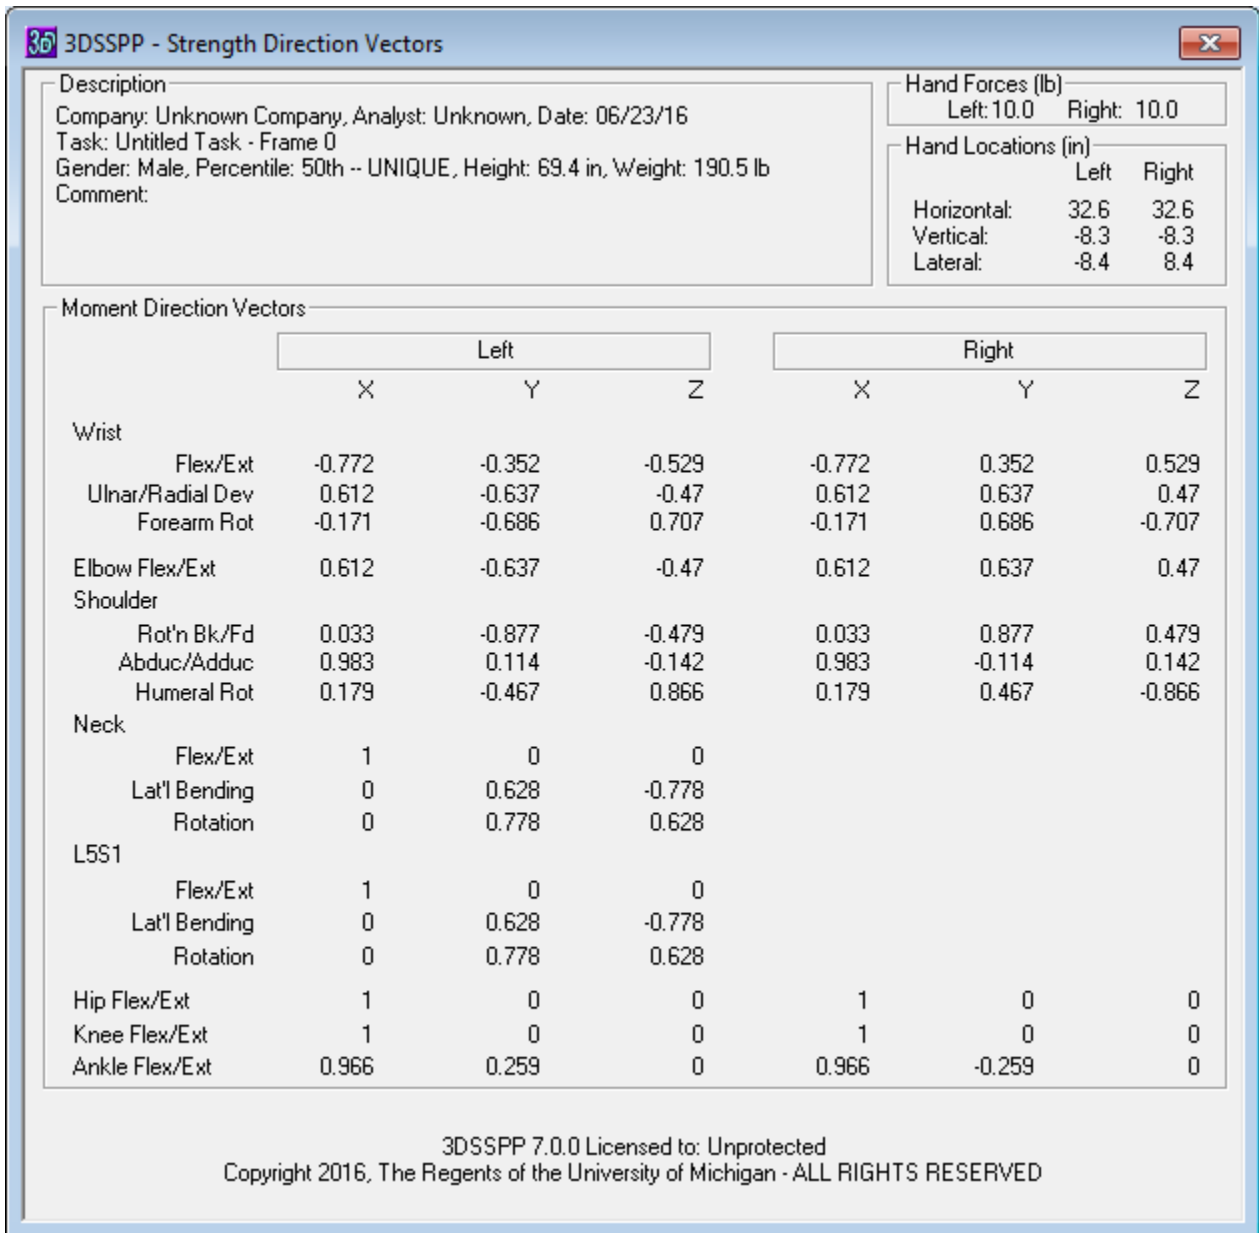 3D 3DSSPP - Strength Direction Vectors
Description
Company: Unknown Company, Analyst: Unknown, Date: 06/23/16
Task: Untitled Task - Frame 0
Gender: Male, Percentile: 50th -- UNIQUE, Height: 69.4 in, Weight: 190.5 lb
Comment:
Hand Forces (lb)
Left: 10.0 Right: 10.0
Hand Locations (in)
Left Right
Horizontal: 32.6 32.6
Vertical: -8.3 -8.3
Lateral: -8.4 8.4
Moment Direction Vectors
Left Right
X Y Z X Y Z
Wrist
Flex/Ext -0.772 -0.352 -0.529 -0.772 0.352 0.529
Ulnar/Radial Dev 0.612 -0.637 -0.47 0.612 0.637 0.47
Forearm Rot -0.171 -0.686 0.707 -0.171 0.686 -0.707
Elbow Flex/Ext 0.612 -0.637 -0.47 0.612 0.637 0.47
Shoulder
Rot'n Bk/Fd 0.033 -0.877 -0.479 0.033 0.877 0.479
Abduc/Adduc 0.983 0.114 -0.142 0.983 -0.114 0.142
Humeral Rot 0.179 -0.467 0.866 0.179 0.467 -0.866
Neck
Flex/Ext 1 0 0
Lat'l Bending 0 0.628 -0.778
Rotation 0 0.778 0.628
L5S1
Flex/Ext 1 0 0
Lat'l Bending 0 0.628 -0.778
Rotation 0 0.778 0.628
Hip Flex/Ext 1 0 0 1 0 0
Knee Flex/Ext 1 0 0 1 0 0
Ankle Flex/Ext 0.966 0.259 0 0.966 -0.259 0
3DSSPP 7.0.0 Licensed to: Unprotected
Copyright 2016, The Regents of the University of Michigan - ALL RIGHTS RESERVED